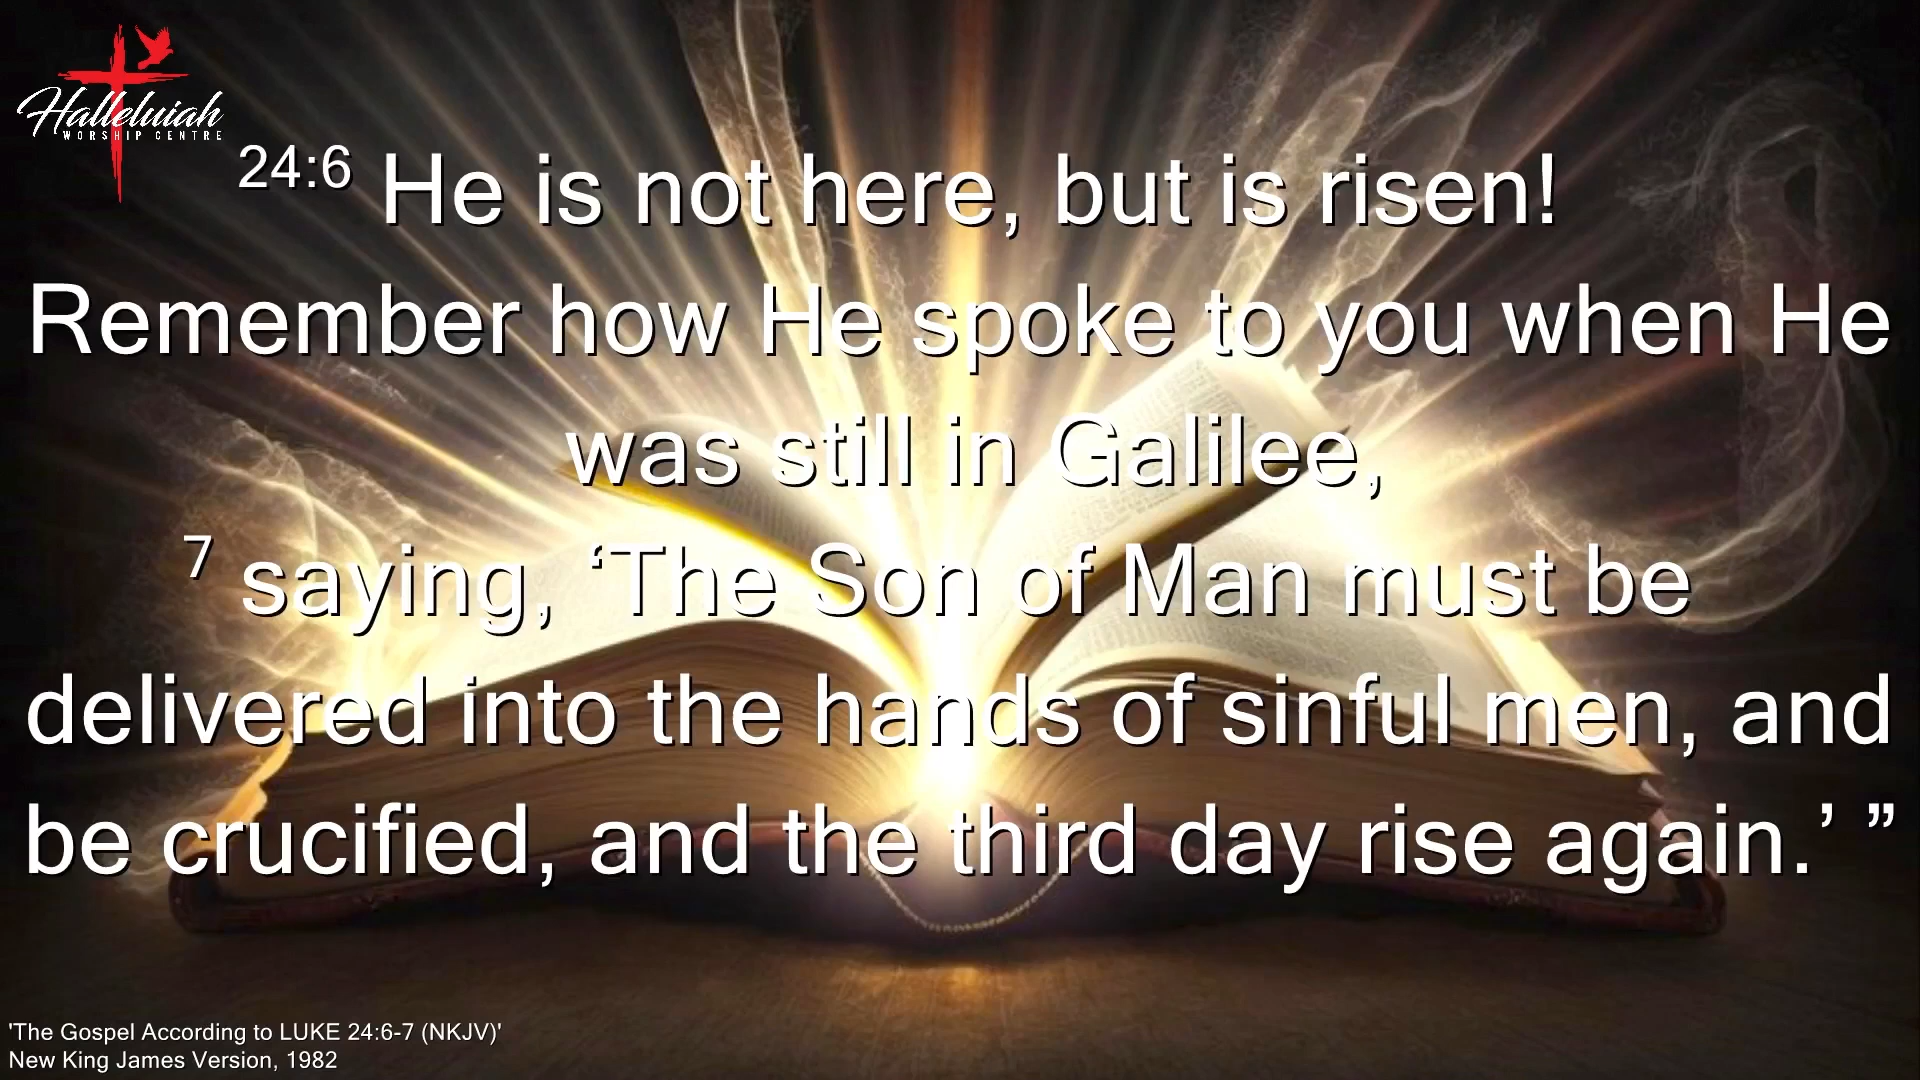 Halleluiah
WORSHIP CENTRE
24:6 He is not here, but is risen!
Remember how He spoke to you when He
was still in Galilee,
7 saying, ‘The Son of Man must be
delivered into the hands of sinful men, and
be crucified, and the third day rise again.’ ”
'The Gospel According to LUKE 24:6-7 (NKJV)'
New King James Version, 1982